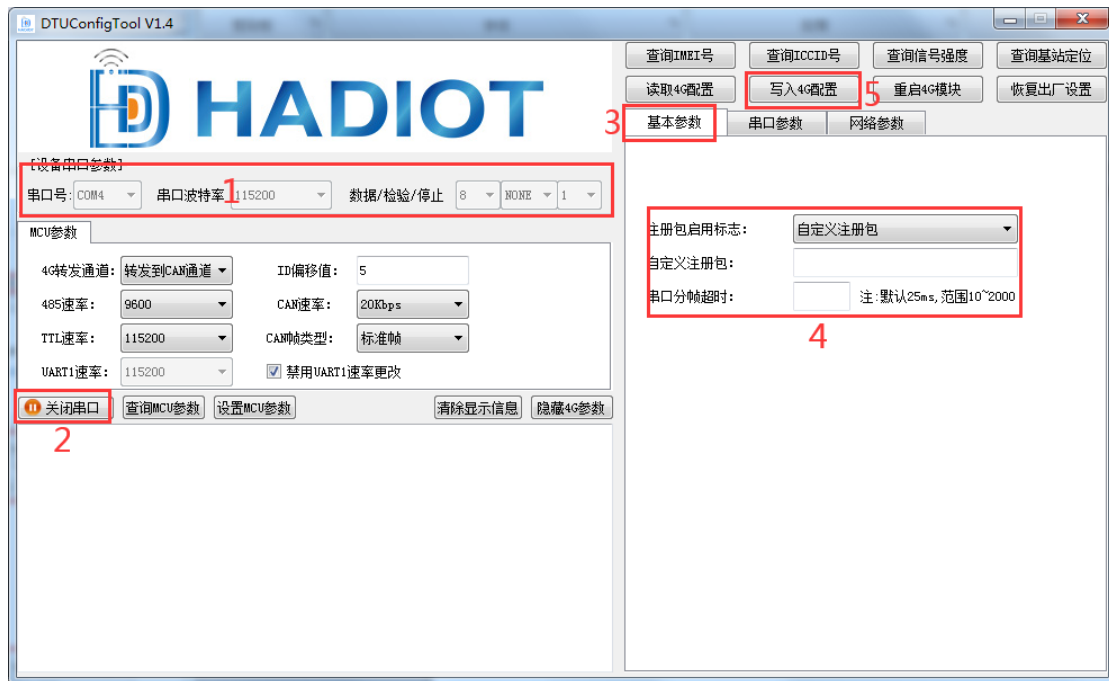 DTUConfigTool V1.4
HADIOT
[设备串口参数]
1
串口号: COM4 串口波特率 115200 数据/检验/停止 8 NONE 1
MCU参数
4G转发通道: 转发到CAN通道 ID偏移值: 5
485速率: 9600 CAN速率: 20Kbps
TTL速率: 115200 CAN帧类型: 标准帧
UART1速率: 115200 禁用UART1速率更改
关闭串口 查询MCU参数 设置MCU参数 清除显示信息 隐藏4G参数
2
查询IMEI号 查询ICCID号 查询信号强度 查询基站定位
读取4G配置 写入4G配置 5 重启4G模块 恢复出厂设置
3 基本参数 串口参数 网络参数
注册包启用标志: 自定义注册包
自定义注册包:
串口分帧超时: 注:默认25ms,范围10~2000
4